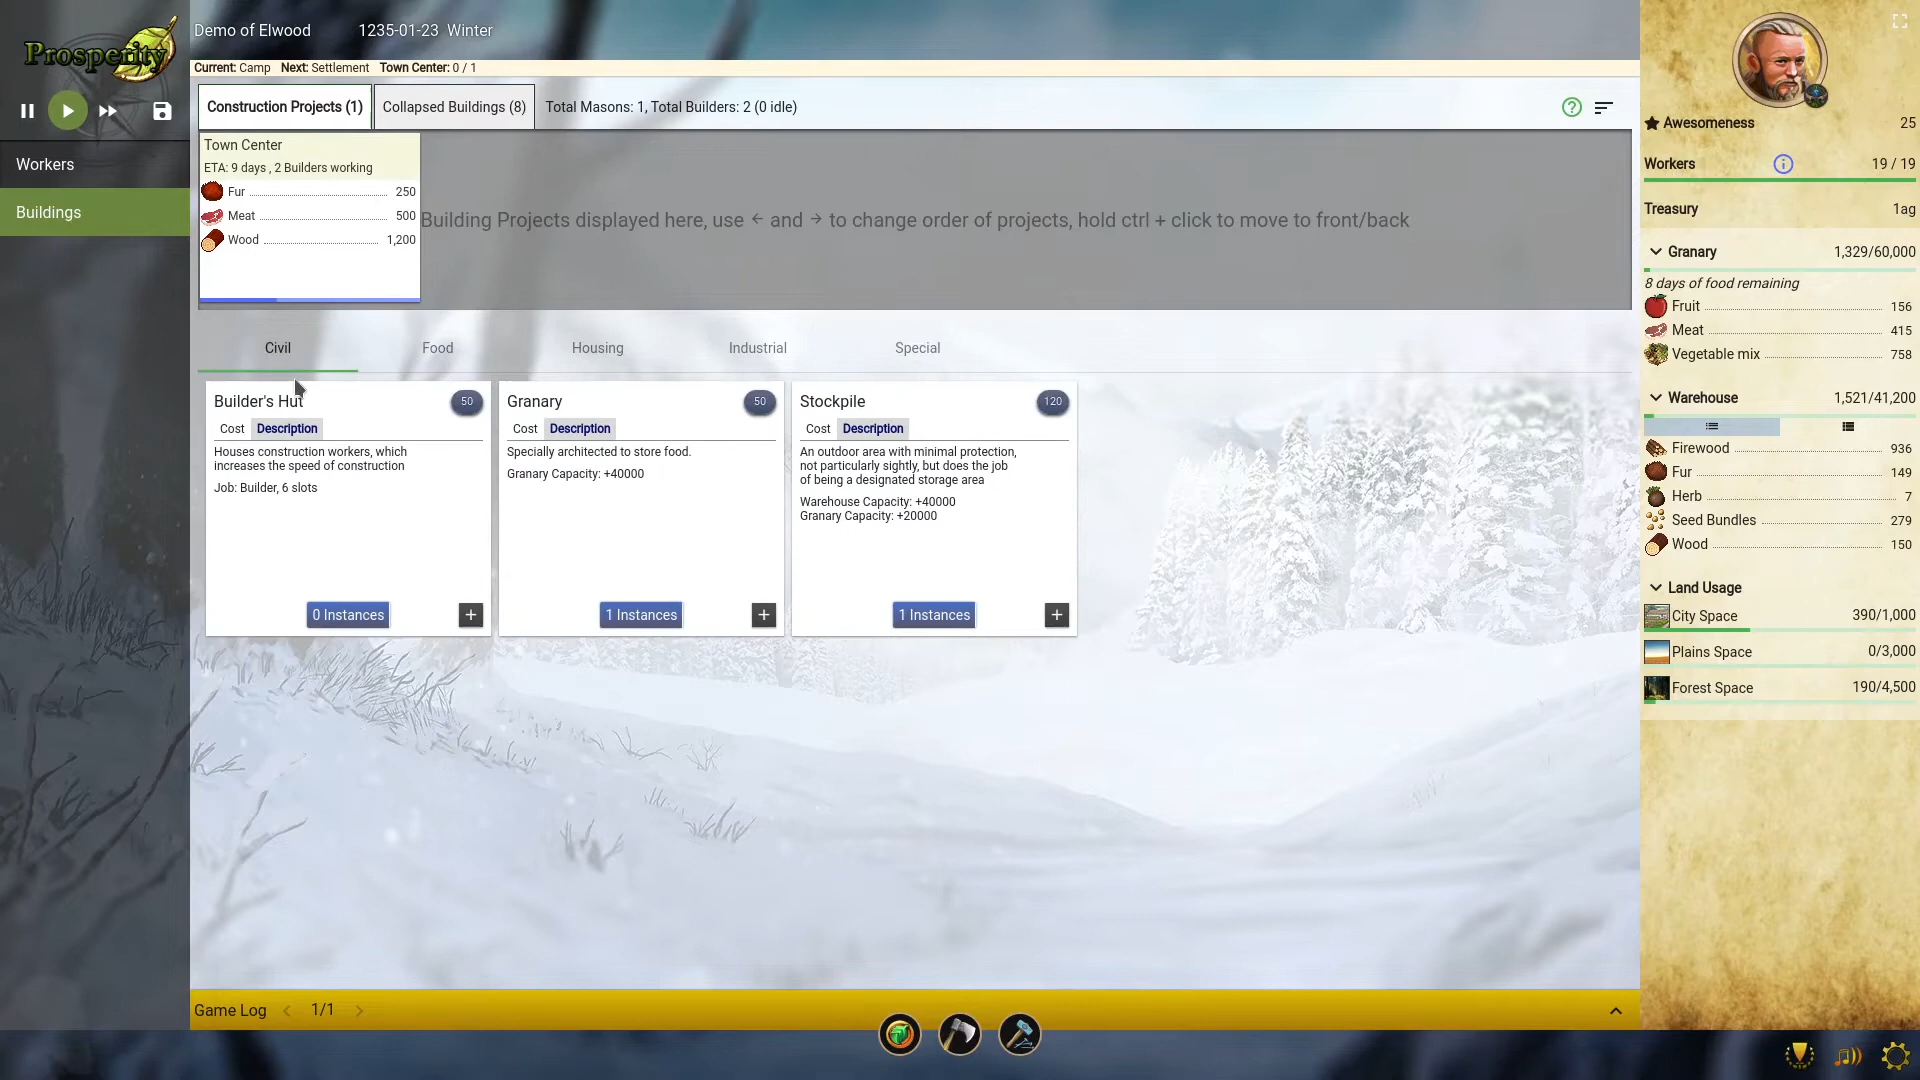 Prosperity
Demo of Elwood 1235-01-23 Winter
Current: Camp Next: Settlement Town Center: 0 / 1
Construction Projects (1) Collapsed Buildings (8) Total Masons: 1, Total Builders: 2 (0 idle)
Workers
Buildings
Town Center
ETA: 9 days , 2 Builders working
Fur 250
Meat 500
Wood 1,200
Building Projects displayed here, use ← and → to change order of projects, hold ctrl + click to move to front/back
Civil Food Housing Industrial Special
Builder's Hut 50
Cost Description
Houses construction workers, which
increases the speed of construction
Job: Builder, 6 slots
0 Instances +
Granary 50
Cost Description
Specially architected to store food.
Granary Capacity: +40000
1 Instances +
Stockpile 120
Cost Description
An outdoor area with minimal protection,
not particularly sightly, but does the job
of being a designated storage area
Warehouse Capacity: +40000
Granary Capacity: +20000
1 Instances +
Game Log 1/1
Awesomeness 25
Workers 19 / 19
Treasury 1ag
Granary 1,329/60,000
8 days of food remaining
Fruit 156
Meat 415
Vegetable mix 758
Warehouse 1,521/41,200
Firewood 936
Fur 149
Herb 7
Seed Bundles 279
Wood 150
Land Usage
City Space 390/1,000
Plains Space 0/3,000
Forest Space 190/4,500